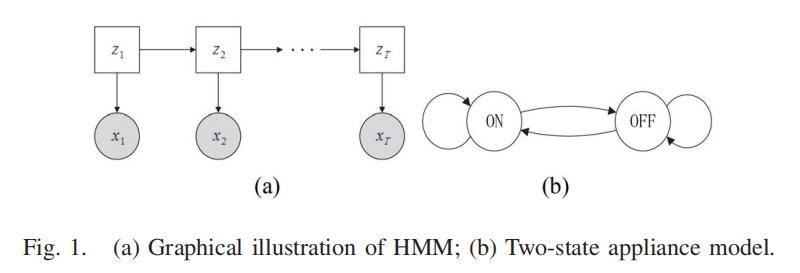 z1 z2 ... zT
x1 x2 xT
ON OFF
(a) (b)
Fig. 1. (a) Graphical illustration of HMM; (b) Two-state appliance model.